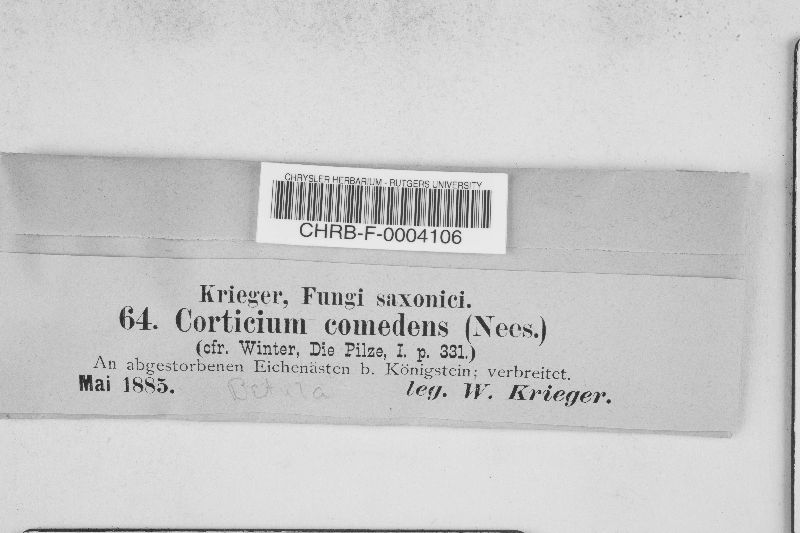 CHRYSLER HERBARIUM - RUTGERS UNIVERSITY
CHRB-F-0004106
Krieger, Fungi saxonici.
64. Corticium comedens (Nees.)
(cfr. Winter, Die Pilze, I. p. 331.)
An abgestorbenen Eichenästen b. Königstein; verbreitet.
Mai 1885.
leg. W. Krieger.